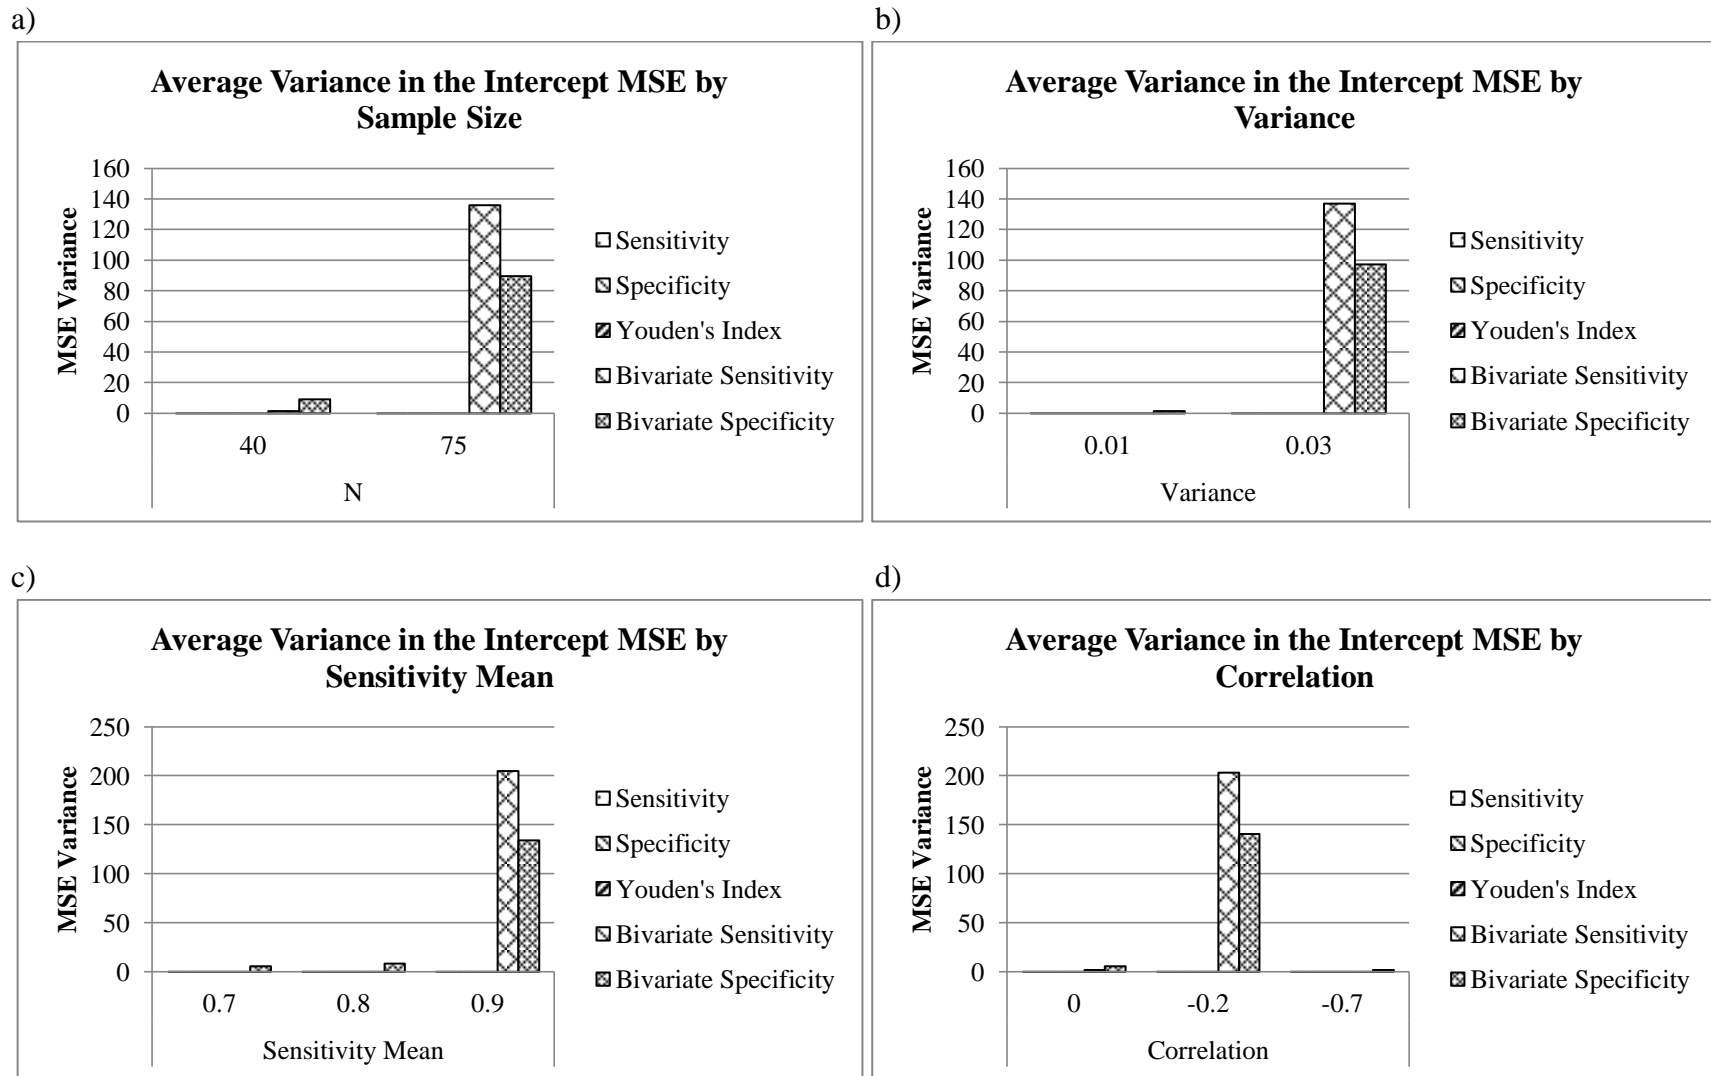 a)
Average Variance in the Intercept MSE by
Sample Size
MSE Variance
160
140
120
100
80
60
40
20
0
40
75
N
Sensitivity
Specificity
Youden's Index
Bivariate Sensitivity
Bivariate Specificity
b)
Average Variance in the Intercept MSE by
Variance
MSE Variance
160
140
120
100
80
60
40
20
0
0.01
0.03
Variance
Sensitivity
Specificity
Youden's Index
Bivariate Sensitivity
Bivariate Specificity
c)
Average Variance in the Intercept MSE by
Sensitivity Mean
MSE Variance
250
200
150
100
50
0
0.7
0.8
0.9
Sensitivity Mean
Sensitivity
Specificity
Youden's Index
Bivariate Sensitivity
Bivariate Specificity
d)
Average Variance in the Intercept MSE by
Correlation
MSE Variance
250
200
150
100
50
0
0
-0.2
-0.7
Correlation
Sensitivity
Specificity
Youden's Index
Bivariate Sensitivity
Bivariate Specificity